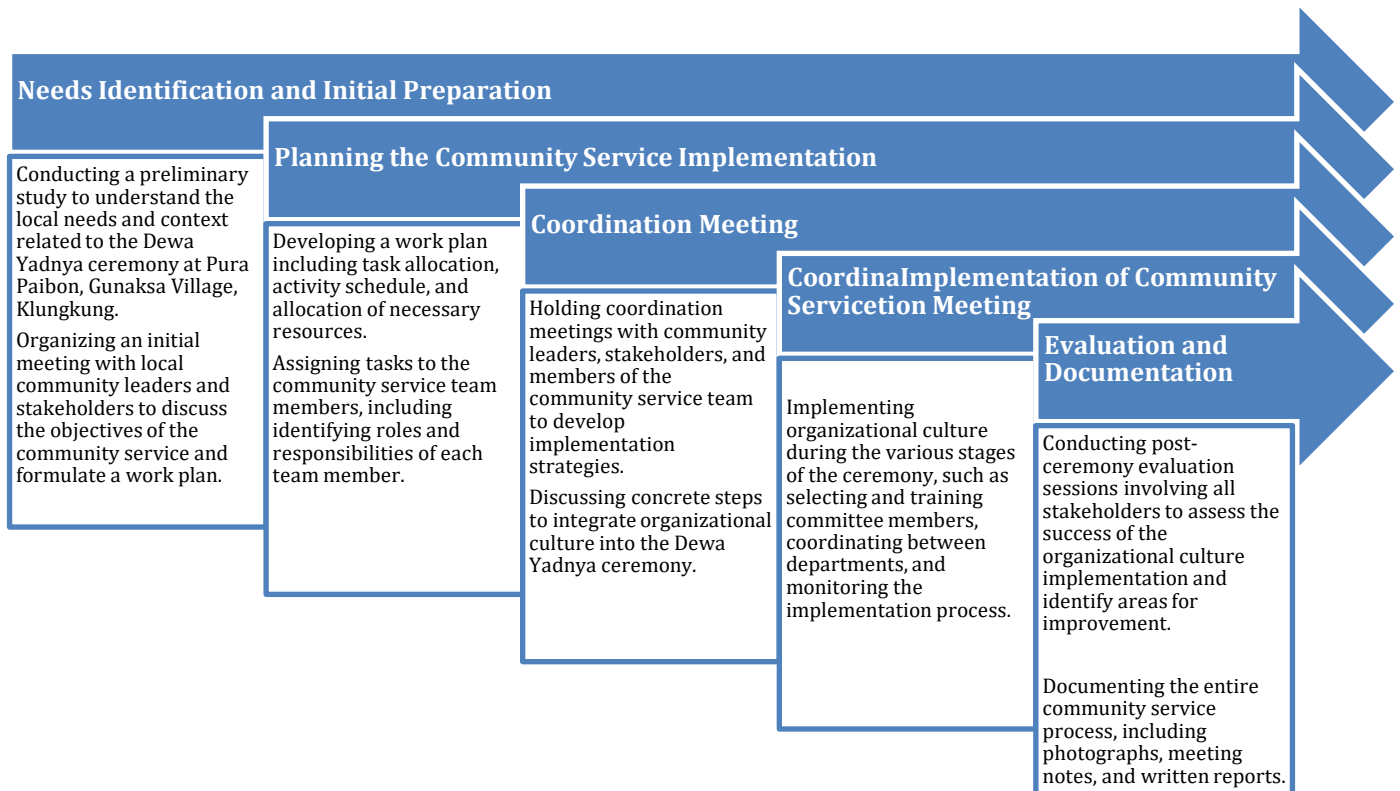 Needs Identification and Initial Preparation
Conducting a preliminary
study to understand the
local needs and context
related to the Dewa
Yadnya ceremony at Pura
Paibon, Gunaksa Village,
Klungkung.
Organizing an initial
meeting with local
community leaders and
stakeholders to discuss
the objectives of the
community service and
formulate a work plan.
Planning the Community Service Implementation
Developing a work plan
including task allocation,
activity schedule, and
allocation of necessary
resources.
Assigning tasks to the
community service team
members, including
identifying roles and
responsibilities of each
team member.
Coordination Meeting
Holding coordination
meetings with community
leaders, stakeholders, and
members of the
community service team
to develop
implementation
strategies.
Discussing concrete steps
to integrate organizational
culture into the Dewa
Yadnya ceremony.
CoordinaImplementation of Community
Servicetion Meeting
Implementing
organizational culture
during the various stages
of the ceremony, such as
selecting and training
committee members,
coordinating between
departments, and
monitoring the
implementation process.
Evaluation and
Documentation
Conducting post-
ceremony evaluation
sessions involving all
stakeholders to assess the
success of the
organizational culture
implementation and
identify areas for
improvement.
Documenting the entire
community service
process, including
photographs, meeting
notes, and written reports.